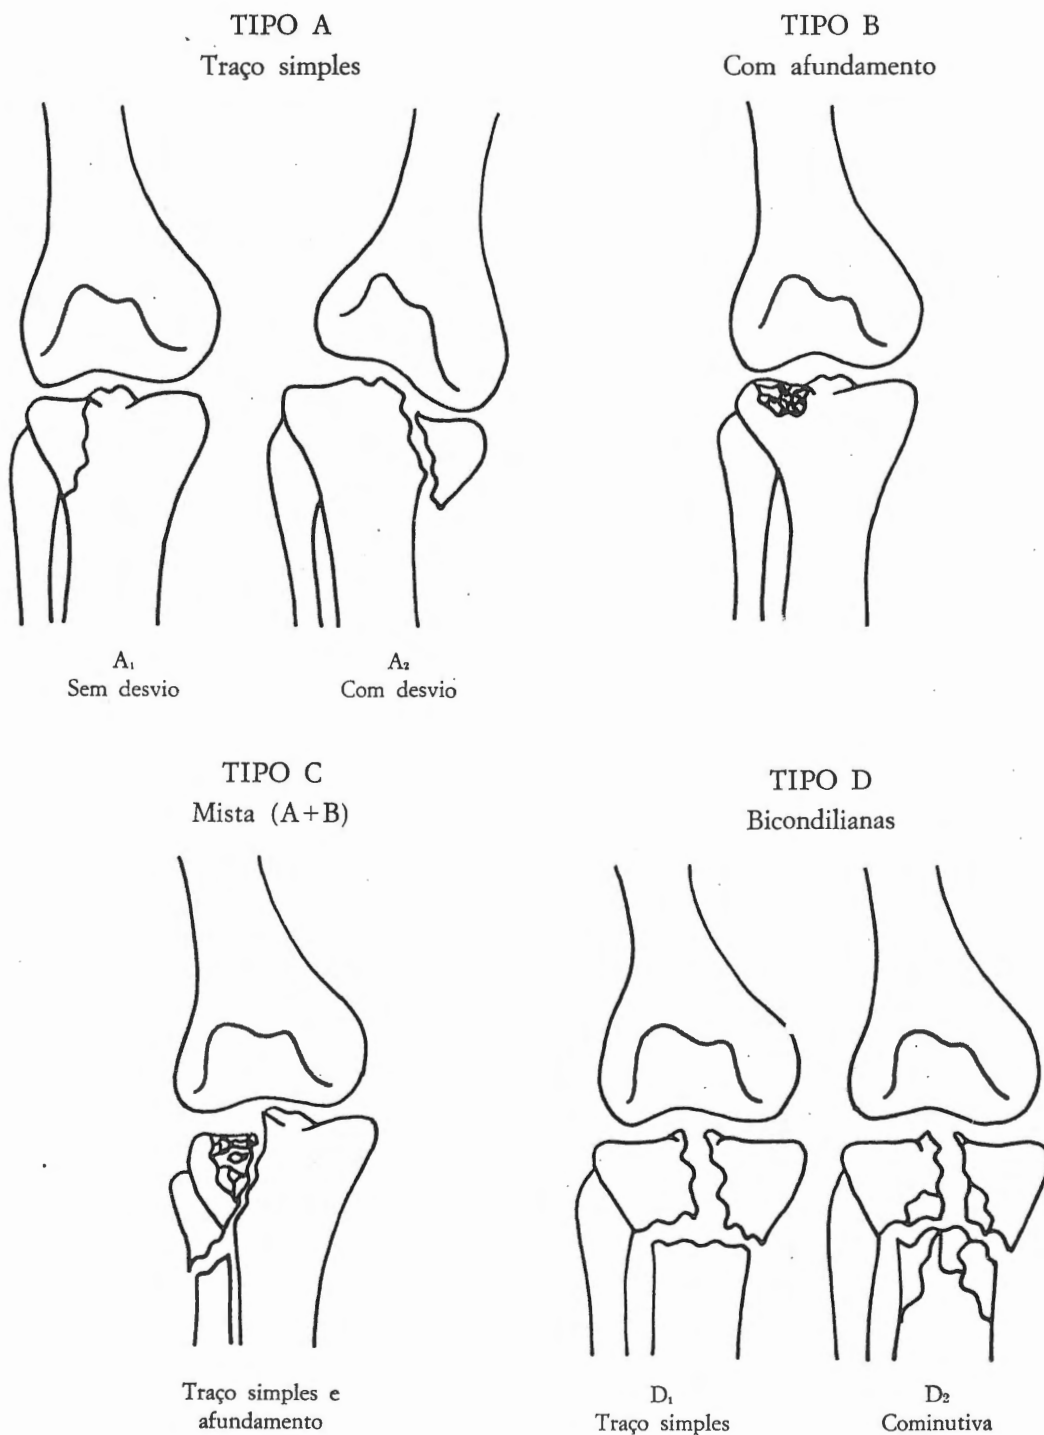 TIPO A
Traço simples
TIPO B
Com afundamento
A₁
Sem desvio
A₂
Com desvio
TIPO C
Mista (A+B)
TIPO D
Bicondilianas
Traço simples e
afundamento
D₁
Traço simples
D₂
Cominutiva